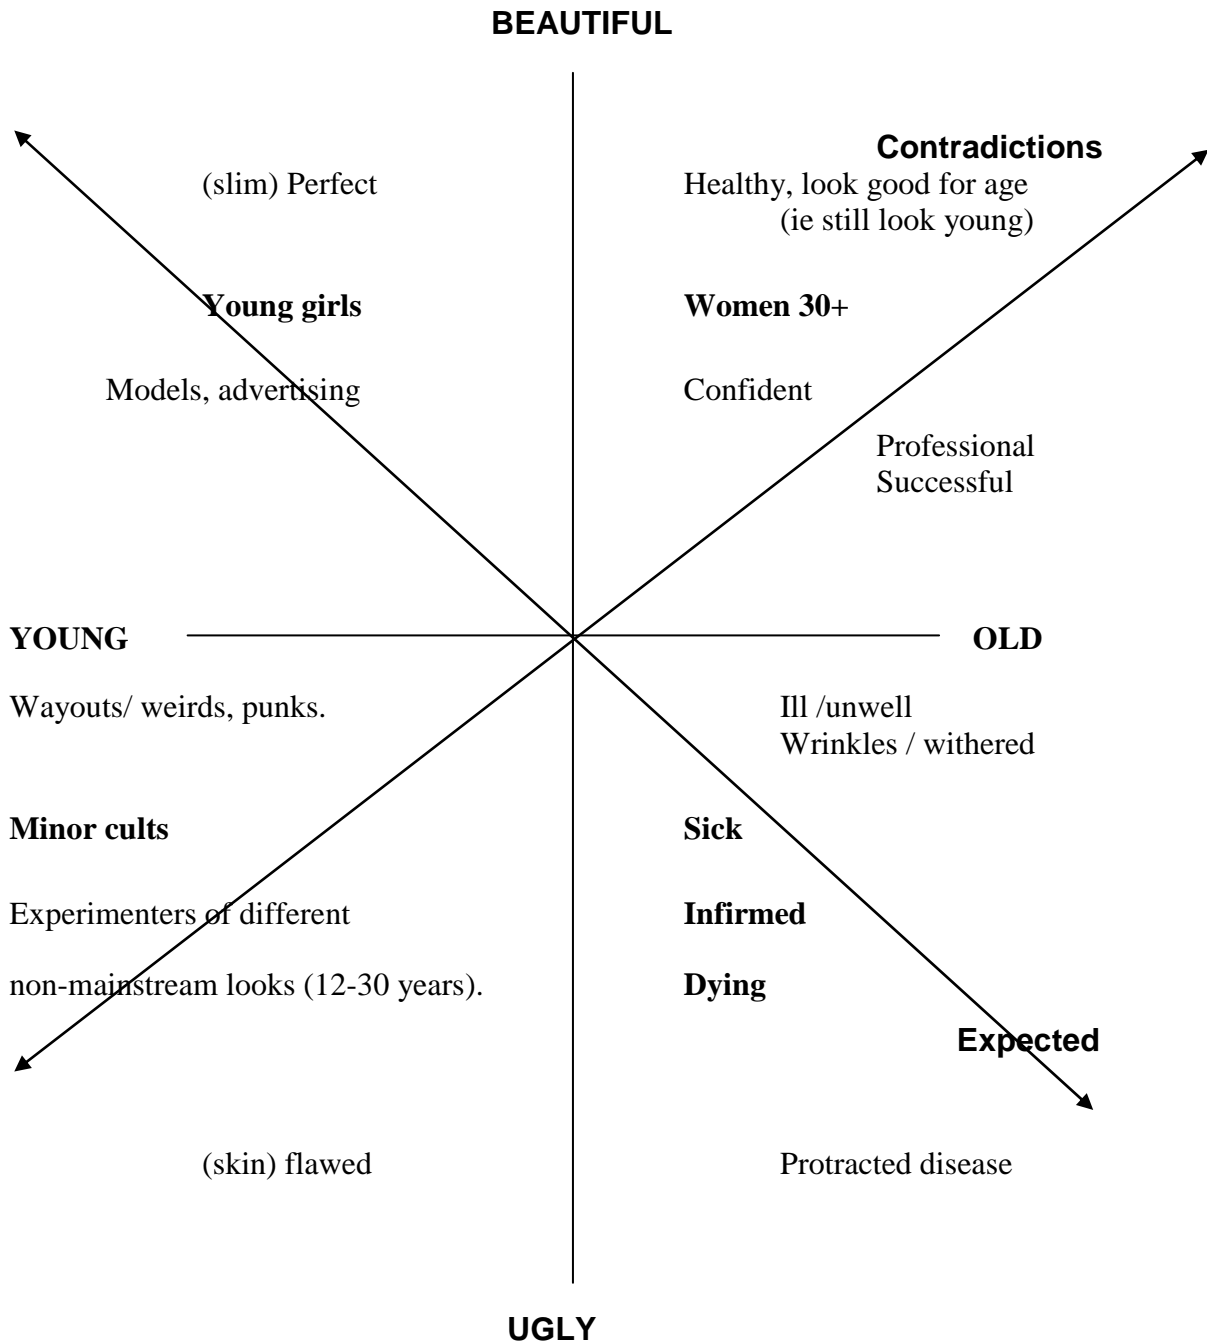 BEAUTIFUL
Contradictions
(slim) Perfect
Healthy, look good for age
(ie still look young)
Young girls
Women 30+
Models, advertising
Confident
Professional
Successful
YOUNG
OLD
Wayouts/ weirds, punks.
Ill /unwell
Wrinkles / withered
Minor cults
Sick
Experimenters of different
Infirmed
non-mainstream looks (12-30 years).
Dying
Expected
(skin) flawed
Protracted disease
UGLY